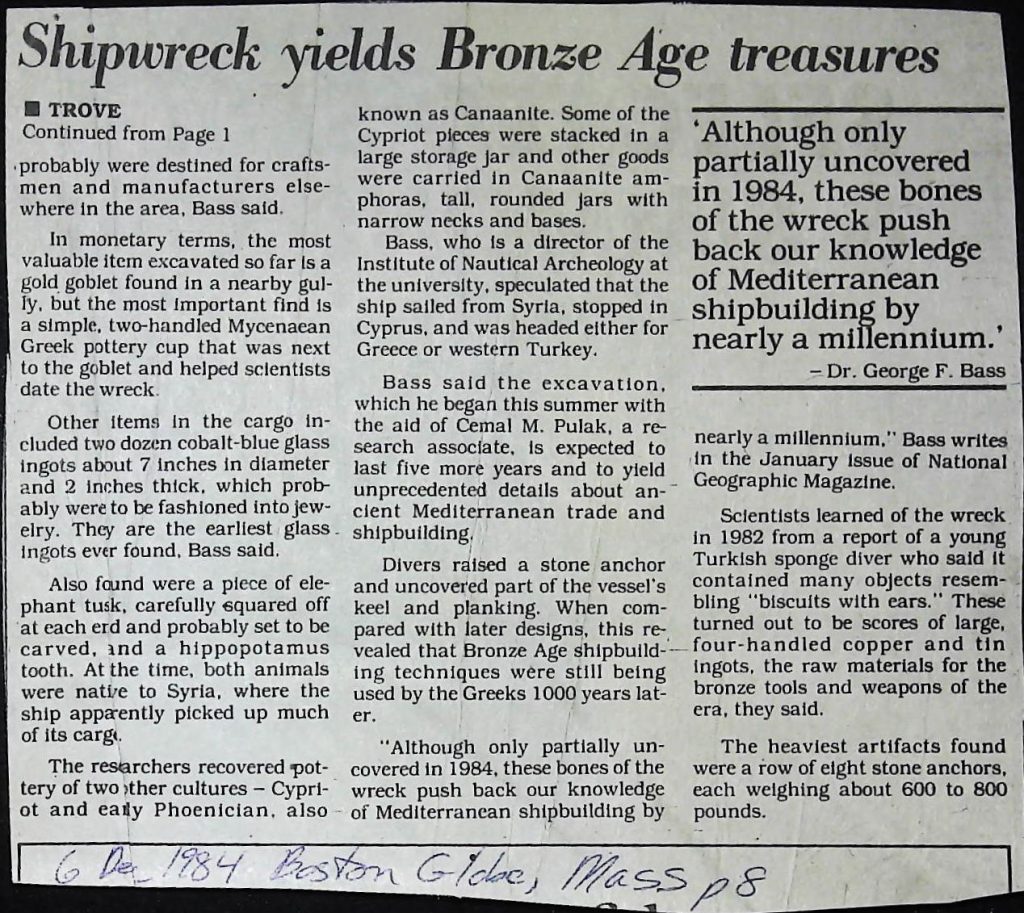 Shipwreck yields Bronze Age treasures
■ TROVE
Continued from Page 1
probably were destined for crafts-
men and manufacturers else-
where in the area, Bass said.
In monetary terms, the most
valuable item excavated so far is a
gold goblet found in a nearby gul-
ly, but the most important find is
a simple, two-handled Mycenaean
Greek pottery cup that was next
to the goblet and helped scientists
date the wreck.
Other items in the cargo in-
cluded two dozen cobalt-blue glass
ingots about 7 inches in diameter
and 2 inches thick, which prob-
ably were to be fashioned into jew-
elry. They are the earliest glass
ingots ever found, Bass said.
Also found were a piece of ele-
phant tusk, carefully squared off
at each end and probably set to be
carved, and a hippopotamus
tooth. At the time, both animals
were native to Syria, where the
ship apparently picked up much
of its cargo.
The researchers recovered pot-
tery of two other cultures – Cypri-
ot and early Phoenician, also
known as Canaanite. Some of the
Cypriot pieces were stacked in a
large storage jar and other goods
were carried in Canaanite am-
phoras, tall, rounded jars with
narrow necks and bases.
Bass, who is a director of the
Institute of Nautical Archeology at
the university, speculated that the
ship sailed from Syria, stopped in
Cyprus, and was headed either for
Greece or western Turkey.
Bass said the excavation,
which he began this summer with
the aid of Cemal M. Pulak, a re-
search associate, is expected to
last five more years and to yield
unprecedented details about an-
cient Mediterranean trade and
shipbuilding.
Divers raised a stone anchor
and uncovered part of the vessel's
keel and planking. When com-
pared with later designs, this re-
vealed that Bronze Age shipbuild-
ing techniques were still being
used by the Greeks 1000 years lat-
er.
"Although only partially un-
covered in 1984, these bones of the
wreck push back our knowledge
of Mediterranean shipbuilding by
'Although only
partially uncovered
in 1984, these bones
of the wreck push
back our knowledge
of Mediterranean
shipbuilding by
nearly a millennium.'
– Dr. George F. Bass
nearly a millennium," Bass writes
in the January issue of National
Geographic Magazine.
Scientists learned of the wreck
in 1982 from a report of a young
Turkish sponge diver who said it
contained many objects resem-
bling "biscuits with ears." These
turned out to be scores of large,
four-handled copper and tin
ingots, the raw materials for the
bronze tools and weapons of the
era, they said.
The heaviest artifacts found
were a row of eight stone anchors,
each weighing about 600 to 800
pounds.
6 Dec 1984 Boston Globe, Mass p8